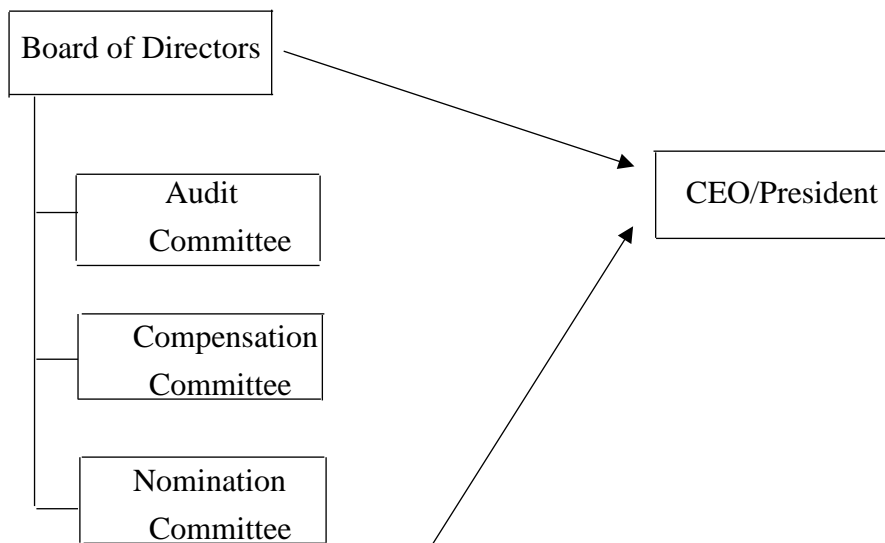 Board of Directors
CEO/President
Audit
Committee
Compensation
Committee
Nomination
Committee